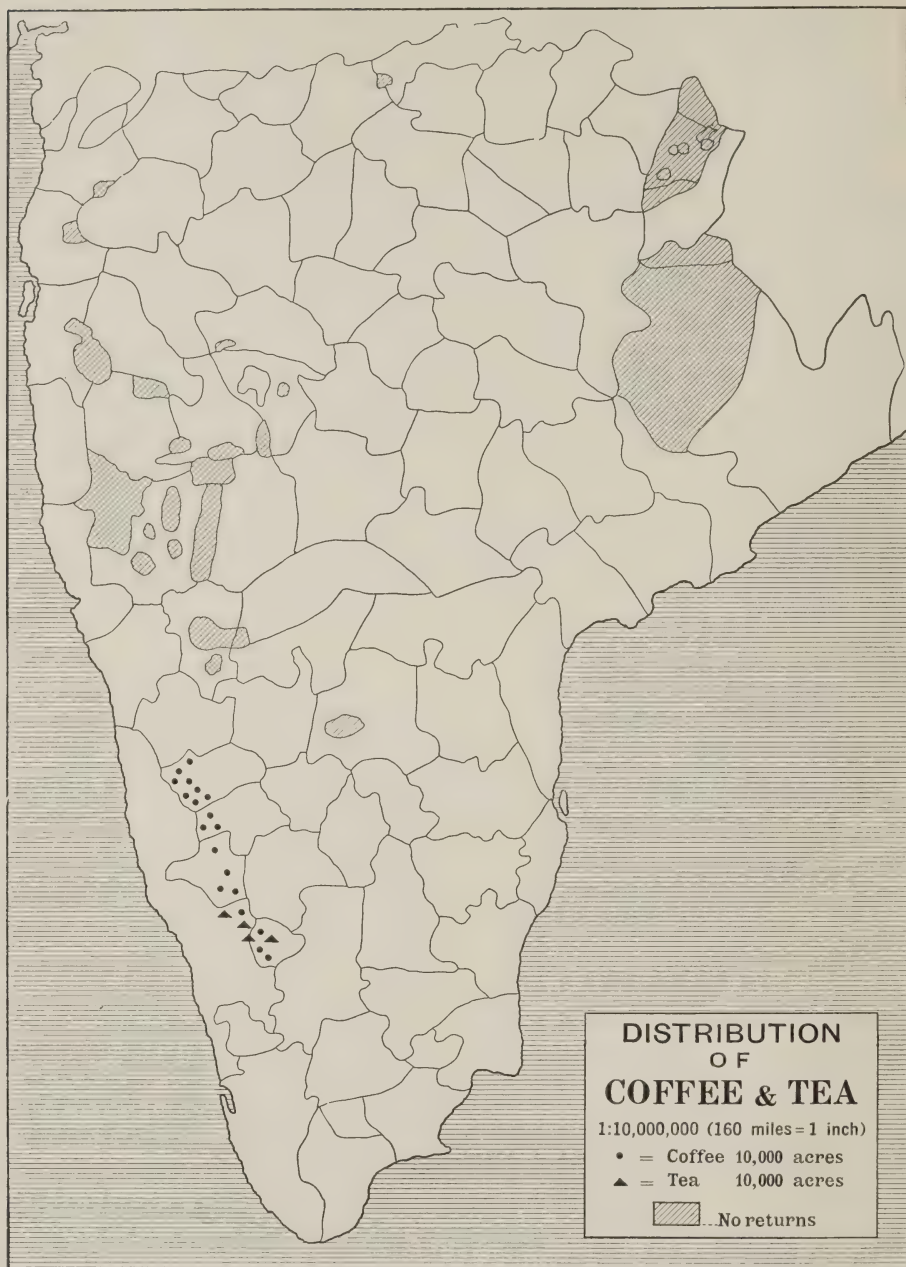 DISTRIBUTION
OF
COFFEE & TEA
1:10,000,000 (160 miles = 1 inch)
• = Coffee 10,000 acres
▲ = Tea 10,000 acres
No returns